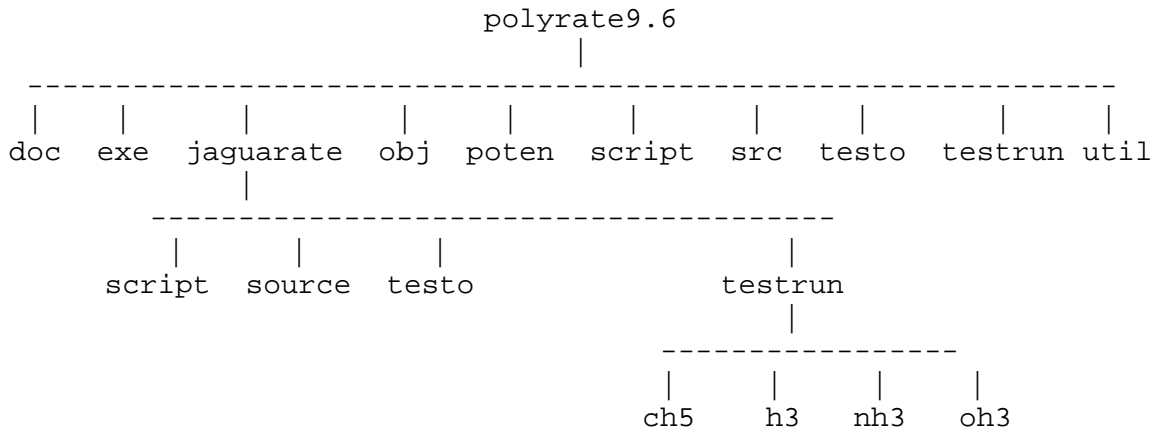 polyrate9.6
doc exe jaguarate obj poten script src testo testrun util
script source testo testrun
ch5 h3 nh3 oh3